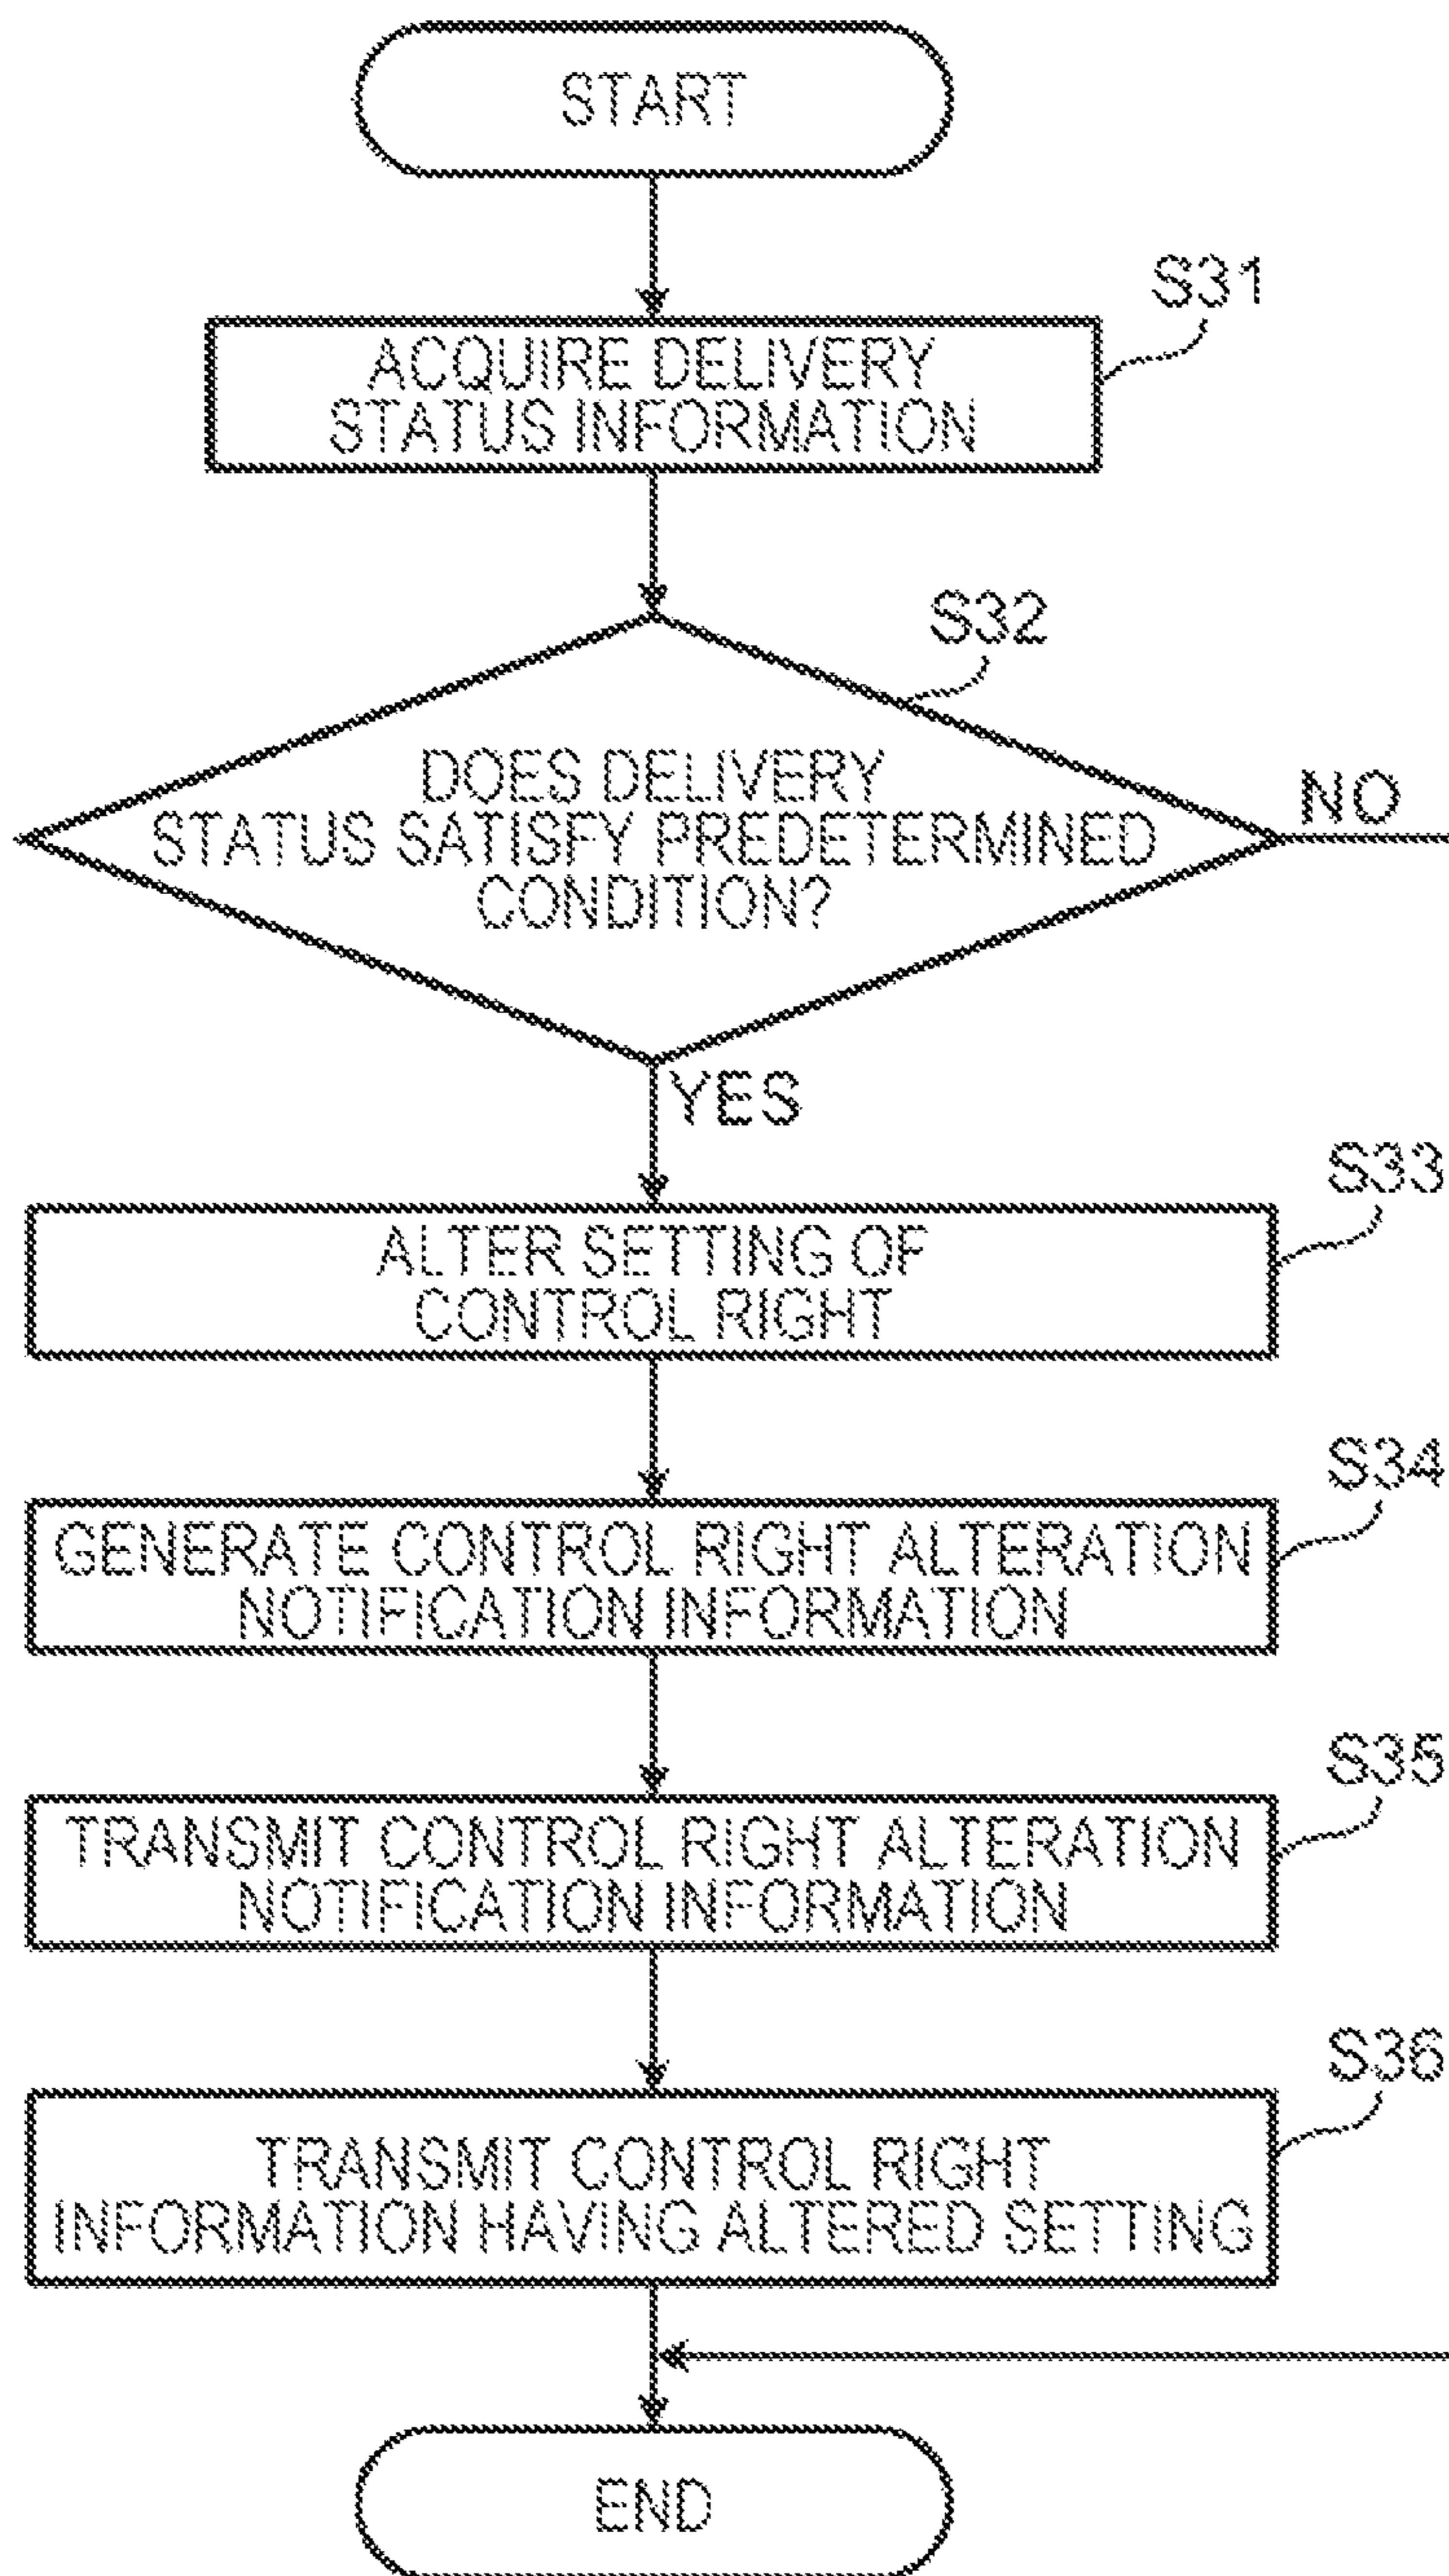 START
S31
ACQUIRE DELIVERY
STATUS INFORMATION
S32
DOES DELIVERY
STATUS SATISFY PREDETERMINED
CONDITION?
NO
YES
S33
ALTER SETTING OF
CONTROL RIGHT
S34
GENERATE CONTROL RIGHT ALTERATION
NOTIFICATION INFORMATION
S35
TRANSMIT CONTROL RIGHT ALTERATION
NOTIFICATION INFORMATION
S36
TRANSMIT CONTROL RIGHT
INFORMATION HAVING ALTERED SETTING
END